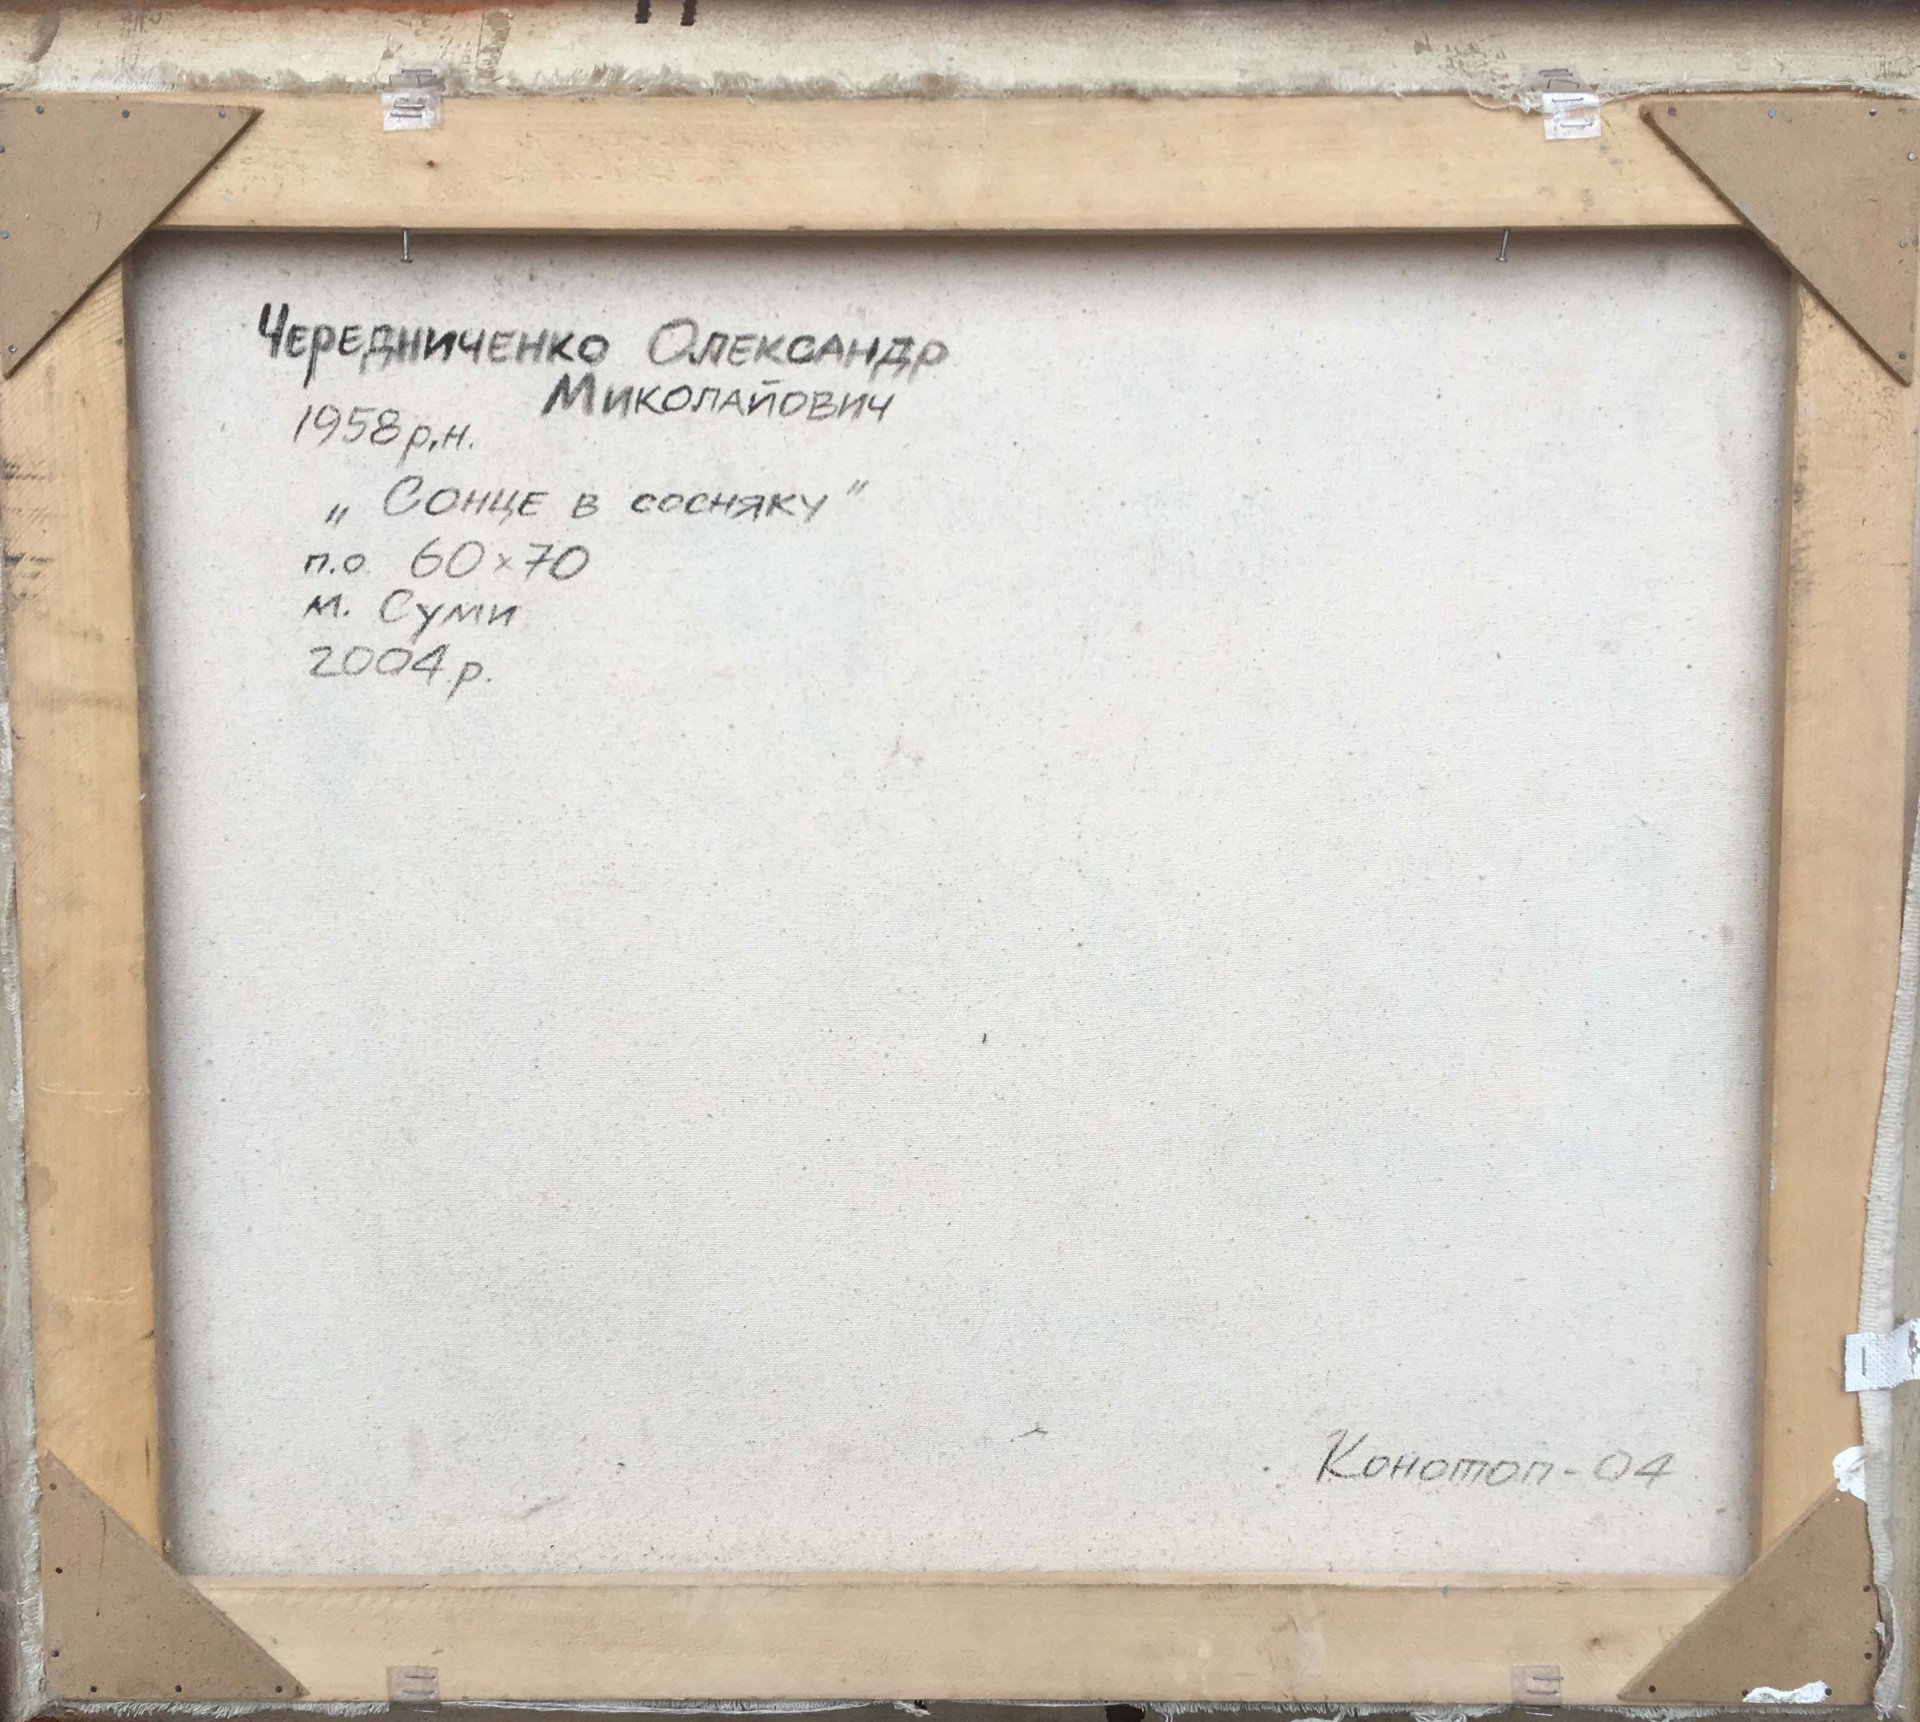 Чередниченко Олександр
Миколайович
1958 р.н.
„ Сонце в сосняку"
п.о. 60×70
м. Суми
2004 р.
Конотоп-04